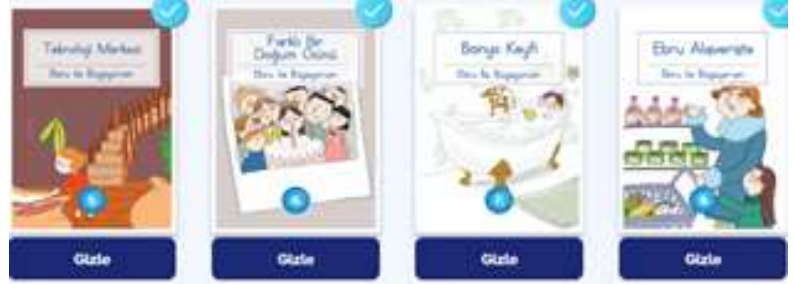 Teknoloji Merkezi
Ebru ile Büyüyorum
Farklı Bir
Doğum Günü
Ebru ile Büyüyorum
Banyo Keyfi
Ebru ile Büyüyorum
Ebru Alışverişte
Ebru ile Büyüyorum
Gizle
Gizle
Gizle
Gizle